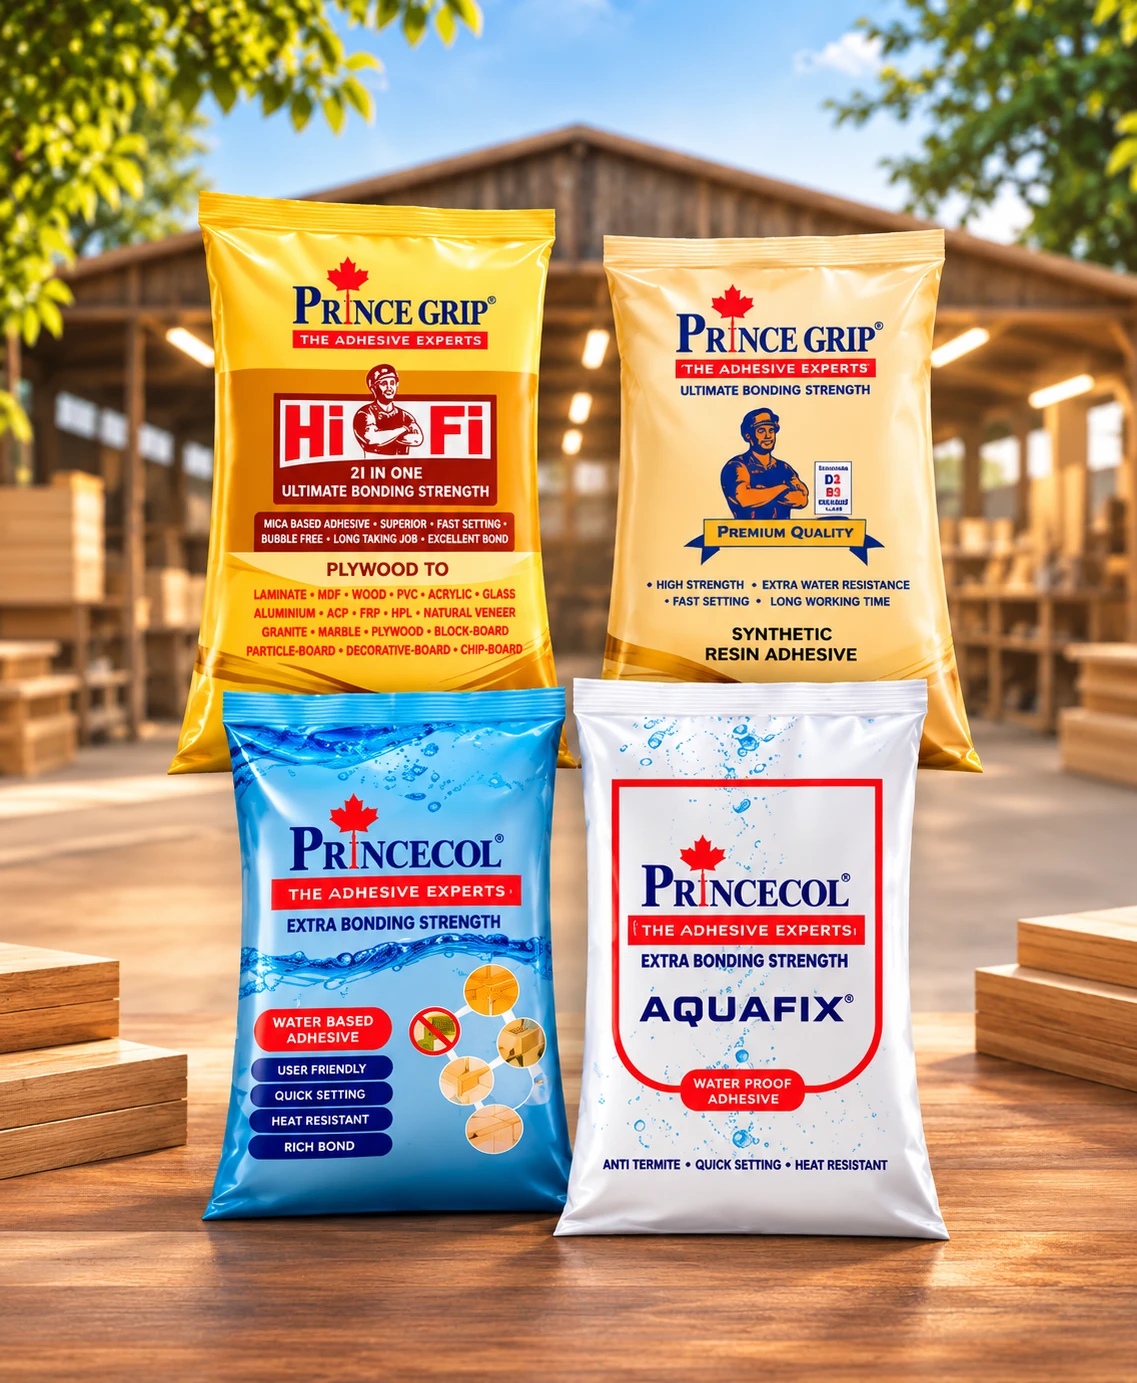 PRINCE GRIP®
THE ADHESIVE EXPERTS
Hi Fi
21 IN ONE
ULTIMATE BONDING STRENGTH
MICA BASED ADHESIVE • SUPERIOR • FAST SETTING •
BUBBLE FREE • LONG TAKING JOB • EXCELLENT BOND
PLYWOOD TO
LAMINATE • MDF • WOOD • PVC • ACRYLIC • GLASS
ALUMINIUM • ACP • FRP • HPL • NATURAL VENEER
GRANITE • MARBLE • PLYWOOD • BLOCK-BOARD
PARTICLE-BOARD • DECORATIVE-BOARD • CHIP-BOARD
PRINCE GRIP®
THE ADHESIVE EXPERTS
ULTIMATE BONDING STRENGTH
D2
PREMIUM QUALITY
• HIGH STRENGTH • EXTRA WATER RESISTANCE
• FAST SETTING • LONG WORKING TIME
SYNTHETIC
RESIN ADHESIVE
PRINCECOL®
THE ADHESIVE EXPERTS
EXTRA BONDING STRENGTH
WATER BASED
ADHESIVE
USER FRIENDLY
QUICK SETTING
HEAT RESISTANT
RICH BOND
PRINCECOL®
THE ADHESIVE EXPERTS
EXTRA BONDING STRENGTH
AQUAFIX®
WATER PROOF
ADHESIVE
ANTI TERMITE • QUICK SETTING • HEAT RESISTANT